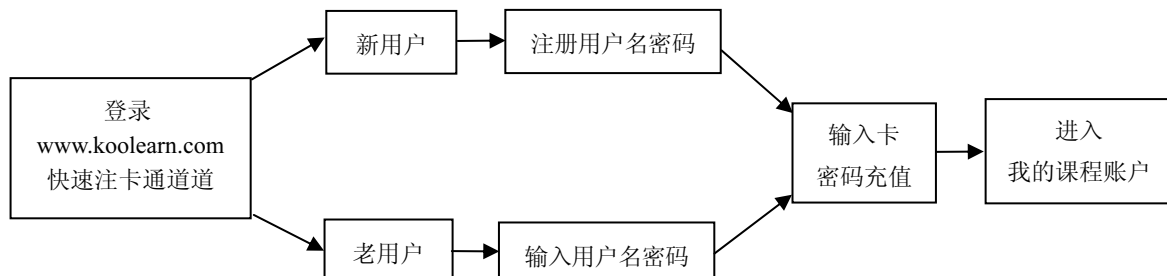 新用户
注册用户名密码
登录
www.koolearn.com
快速注卡通道道
输入卡
密码充值
进入
我的课程账户
老用户
输入用户名密码